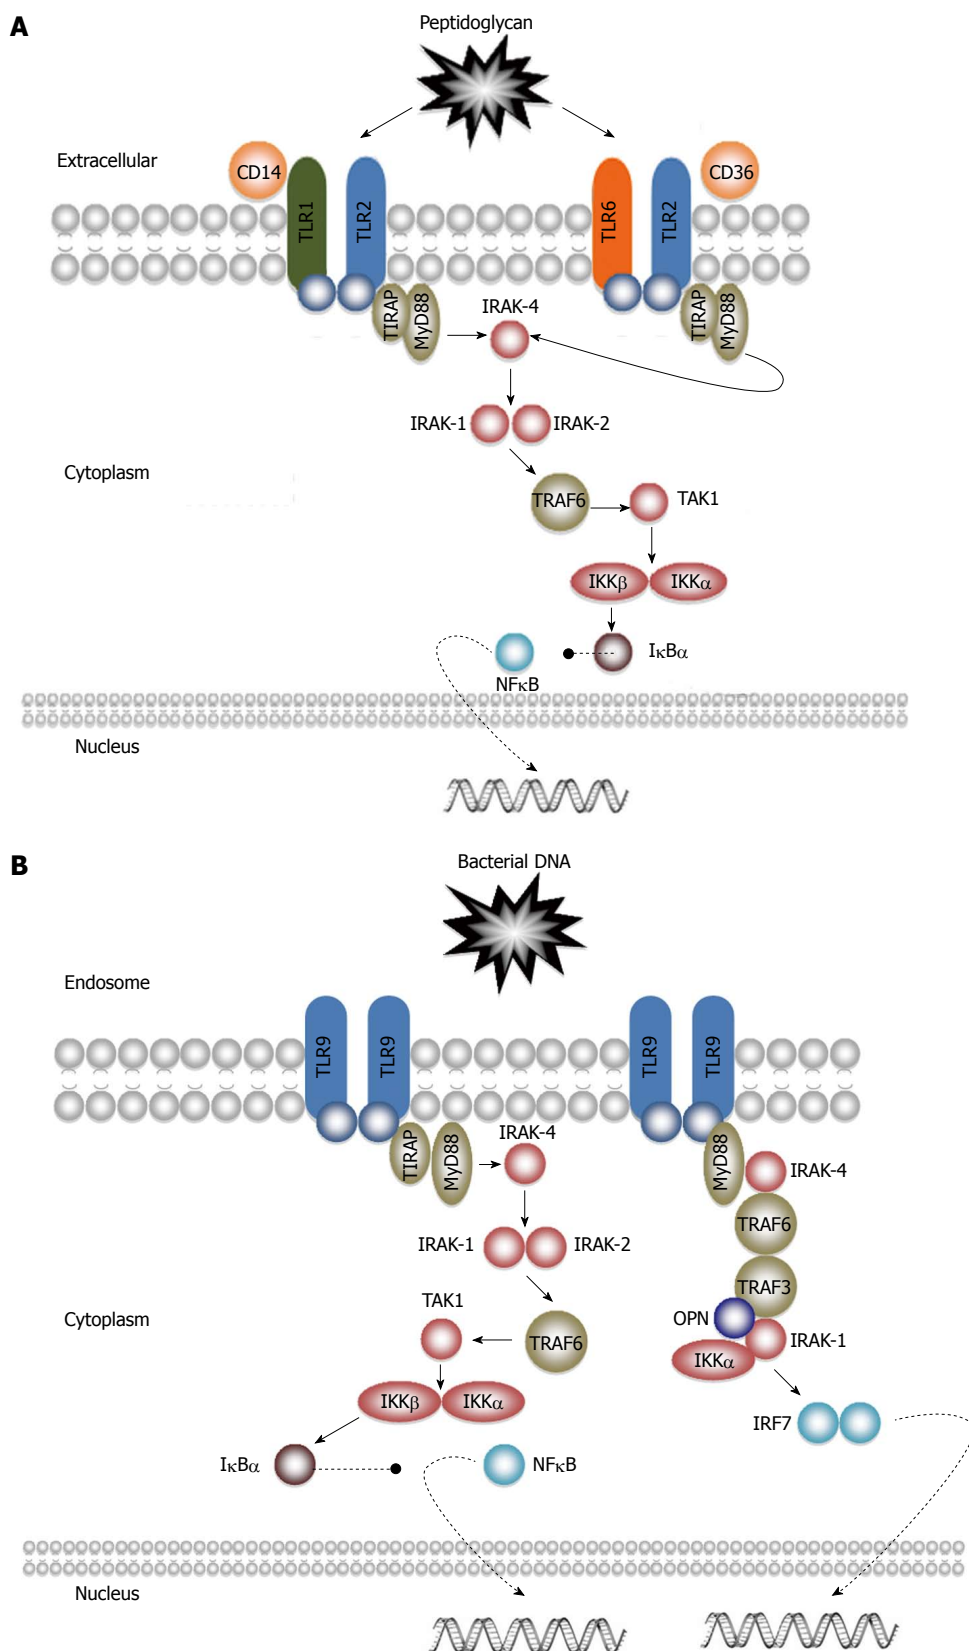 A
Peptidoglycan
Extracellular
CD14
TLR1
TLR2
TLR6
TLR2
CD36
TIRAP
MyD88
IRAK-4
TIRAP
MyD88
IRAK-1
IRAK-2
Cytoplasm
TRAF6
TAK1
IKKβ
IKKα
NFκB
IκBα
Nucleus
B
Bacterial DNA
Endosome
TLR9
TLR9
TLR9
TLR9
TIRAP
MyD88
IRAK-4
MyD88
IRAK-4
TRAF6
IRAK-1
IRAK-2
TRAF3
TAK1
Cytoplasm
TRAF6
OPN
IRAK-1
IKKα
IKKβ
IKKα
IRF7
IκBα
NFκB
Nucleus